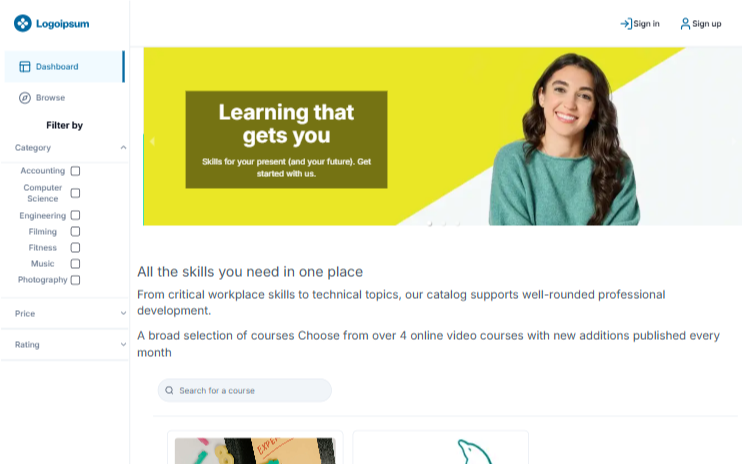 Logoipsum
Sign in
Sign up
Dashboard
Browse
Filter by
Category
Accounting
Computer
Science
Engineering
Filming
Fitness
Music
Photography
Price
Rating
Learning that
gets you
Skills for your present (and your future). Get
started with us.
All the skills you need in one place
From critical workplace skills to technical topics, our catalog supports well-rounded professional
development.
A broad selection of courses Choose from over 4 online video courses with new additions published every
month
Search for a course